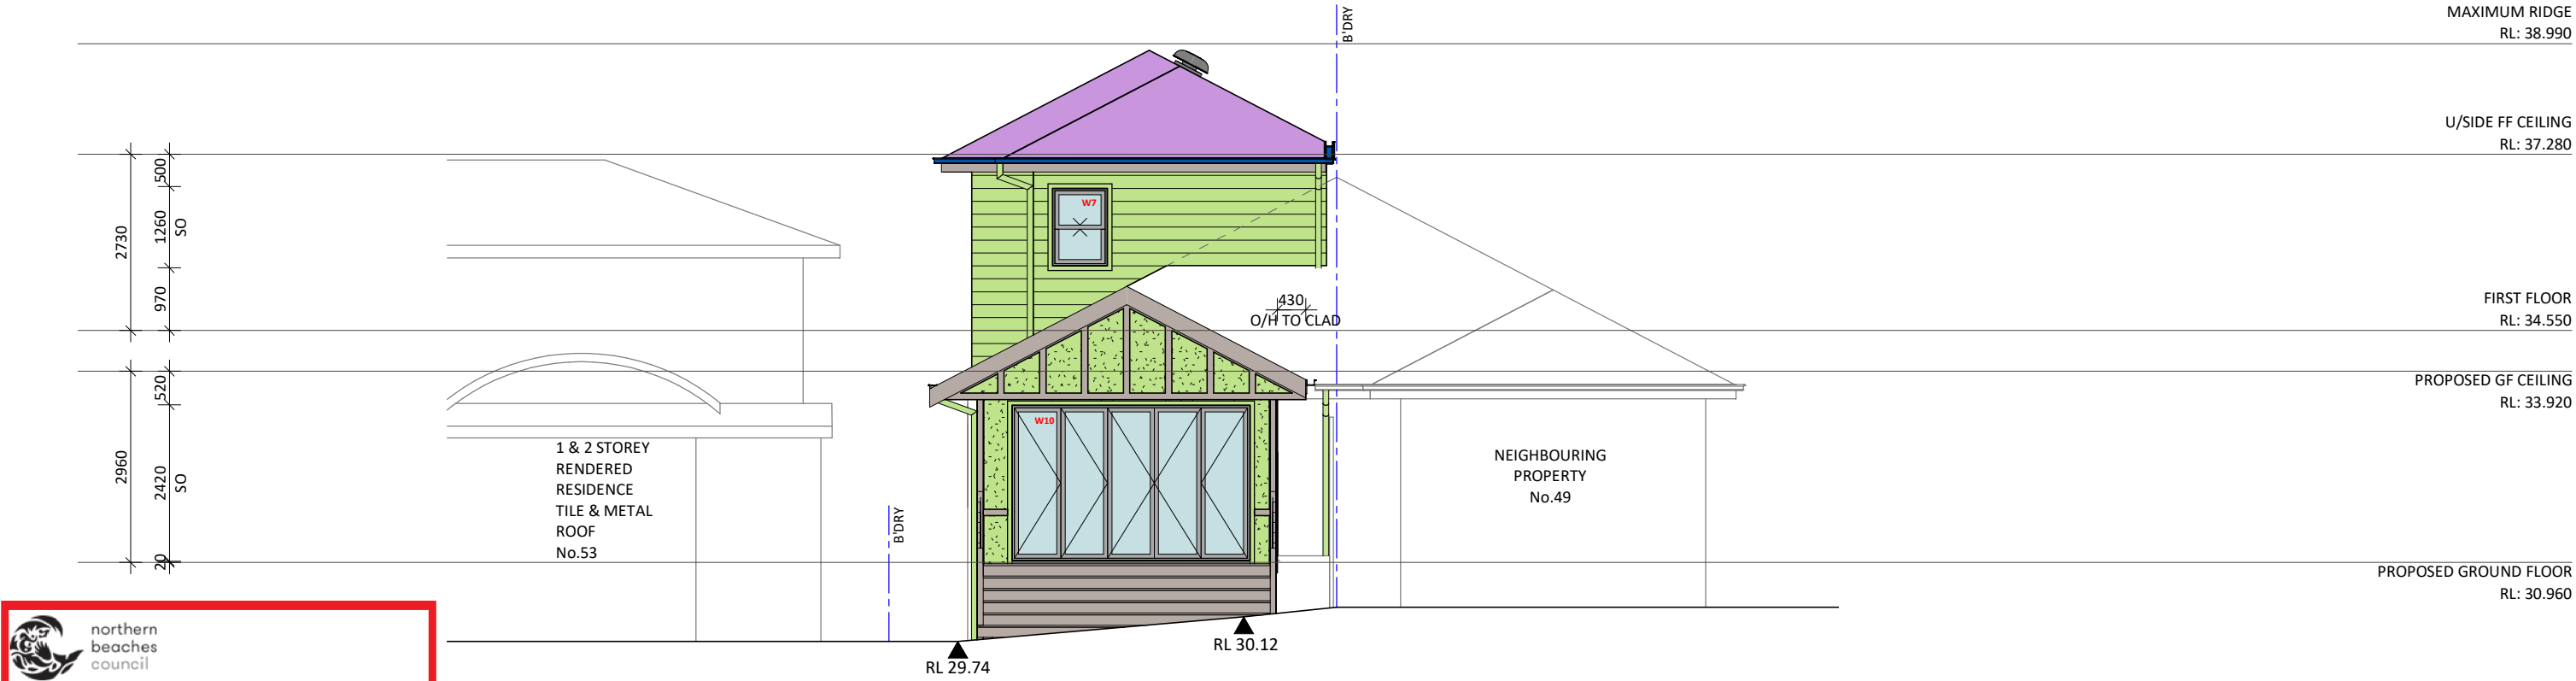 B'DRY
MAXIMUM RIDGE
RL: 38.990
U/SIDE FF CEILING
RL: 37.280
500
1260
SO
970
2730
W7
430
O/H TO CLAD
FIRST FLOOR
RL: 34.550
PROPOSED GF CEILING
RL: 33.920
520
2420
SO
2960
20
W10
1 & 2 STOREY
RENDERED
RESIDENCE
TILE & METAL
ROOF
No.53
B'DRY
NEIGHBOURING
PROPERTY
No.49
PROPOSED GROUND FLOOR
RL: 30.960
RL 29.74
RL 30.12
northern
beaches
council